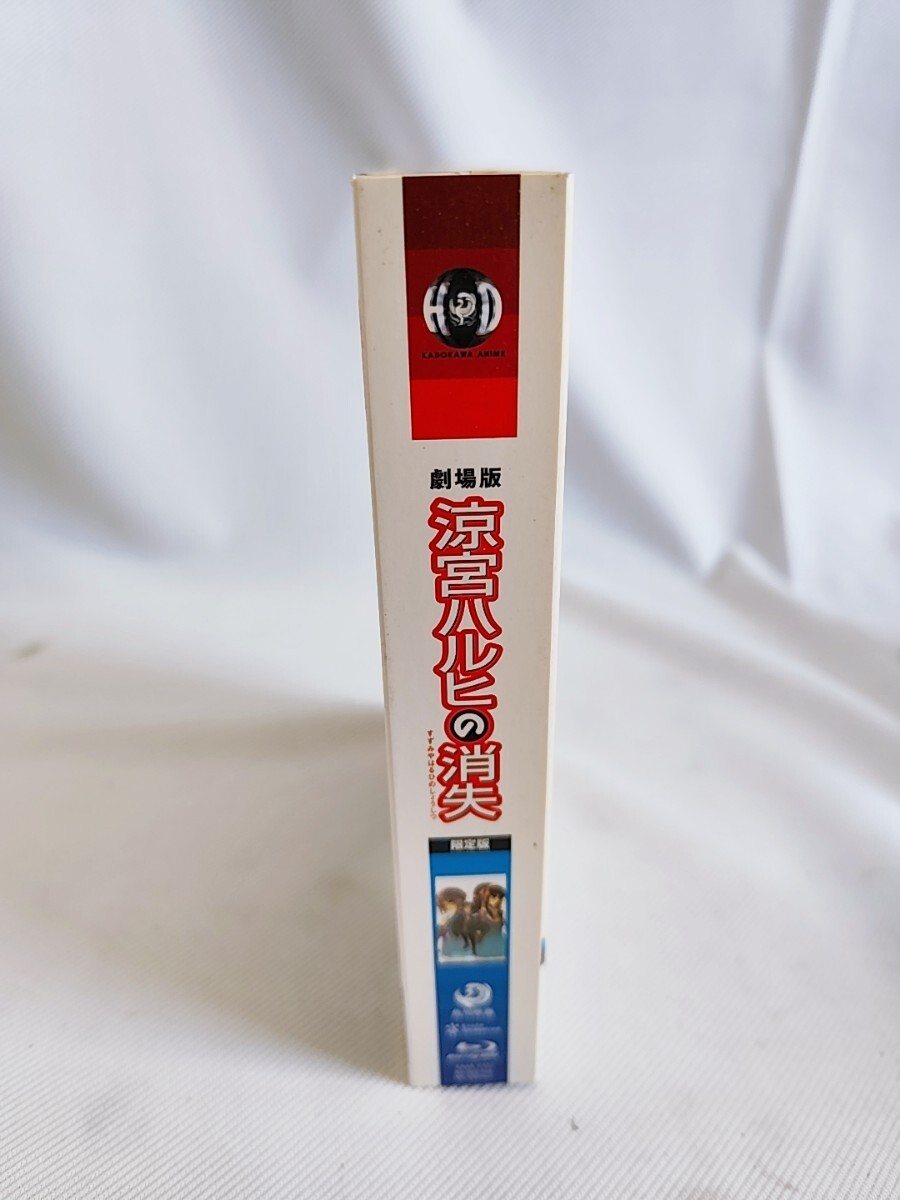 HD
KADOKAWA ANIME
劇場版
涼宮ハルヒの消失
すずみやはるひのしょうしつ
限定版